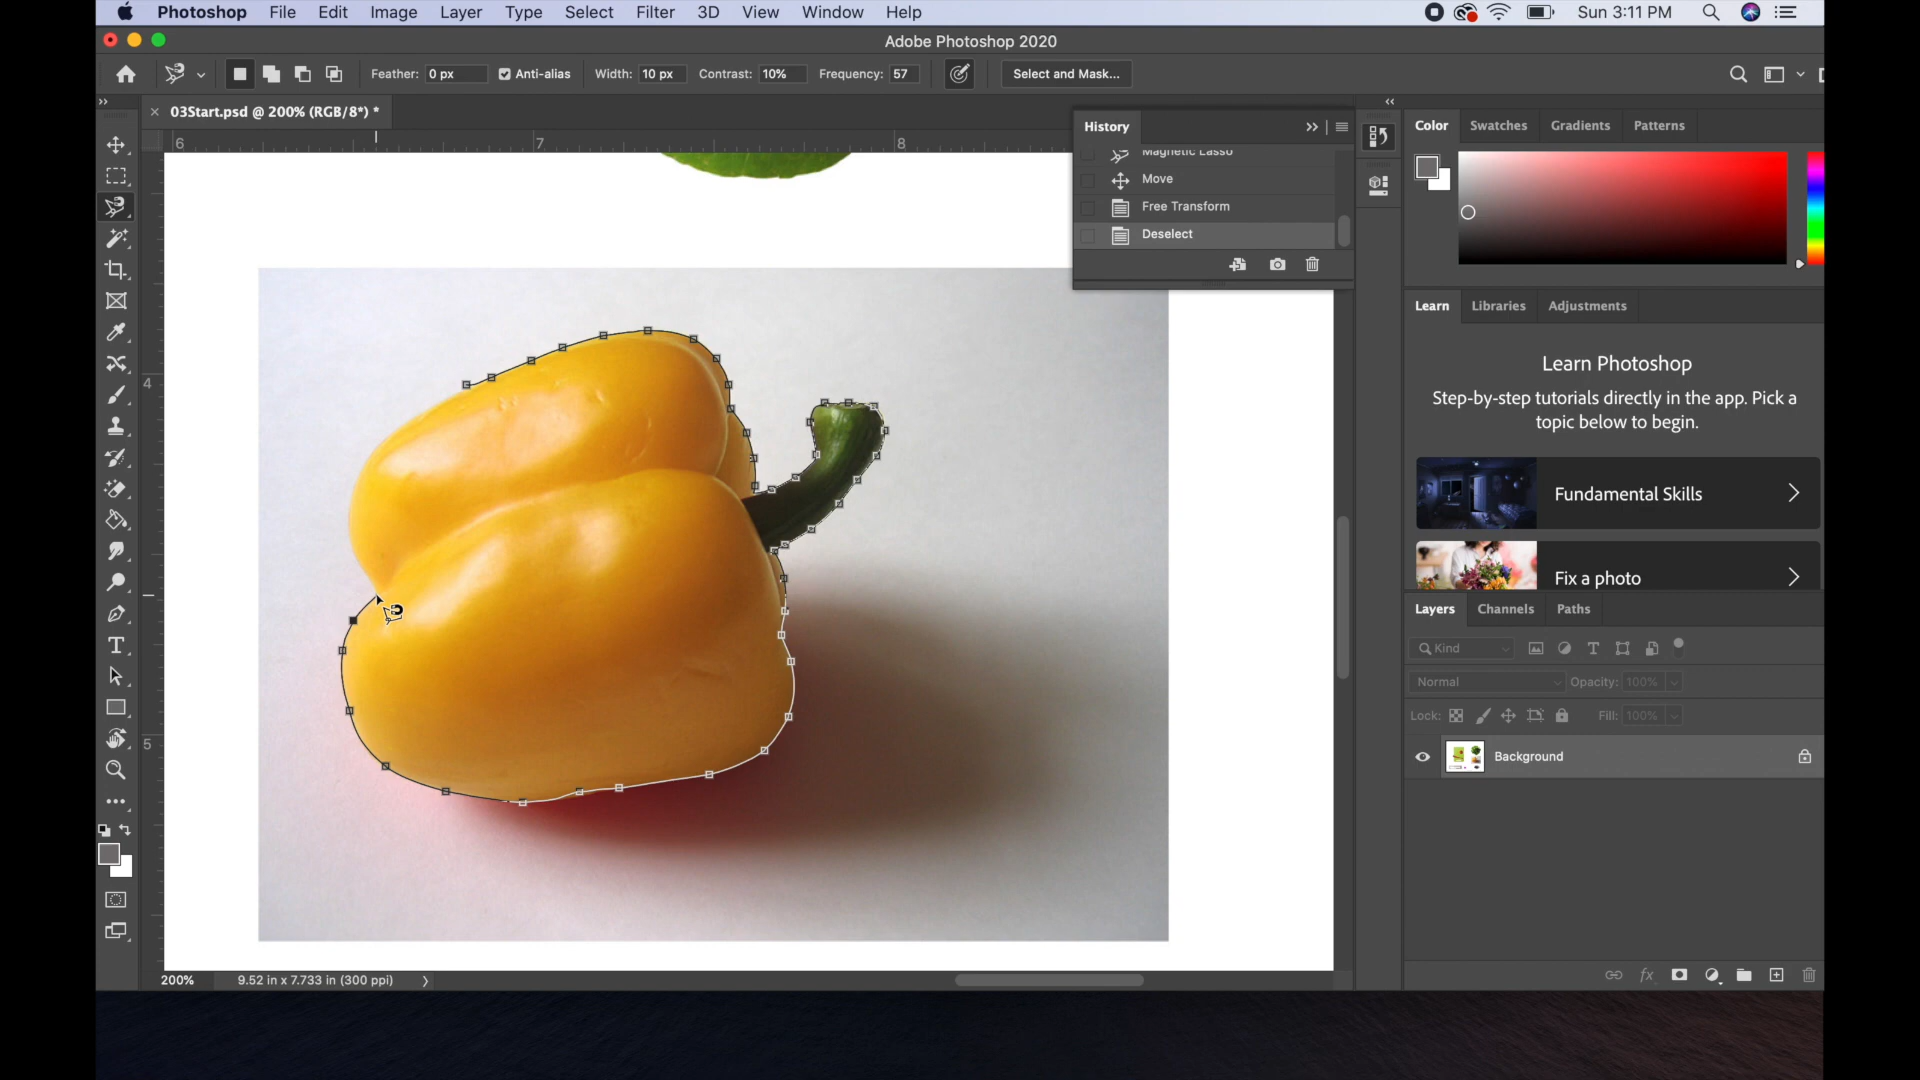 Photoshop File Edit Image Layer Type Select Filter 3D View Window Help Sun 3:11 PM
Adobe Photoshop 2020
Feather: 0 px Anti-alias Width: 10 px Contrast: 10% Frequency: 57 Select and Mask...
03Start.psd @ 200% (RGB/8*) *
6 7 8
4
5
History
Magnetic Lasso
Move
Free Transform
Deselect
Color Swatches Gradients Patterns
Learn Libraries Adjustments
Learn Photoshop
Step-by-step tutorials directly in the app. Pick a
topic below to begin.
Fundamental Skills
Fix a photo
Layers Channels Paths
Kind
Normal Opacity: 100%
Lock: Fill: 100%
Background
200% 9.52 in x 7.733 in (300 ppi)